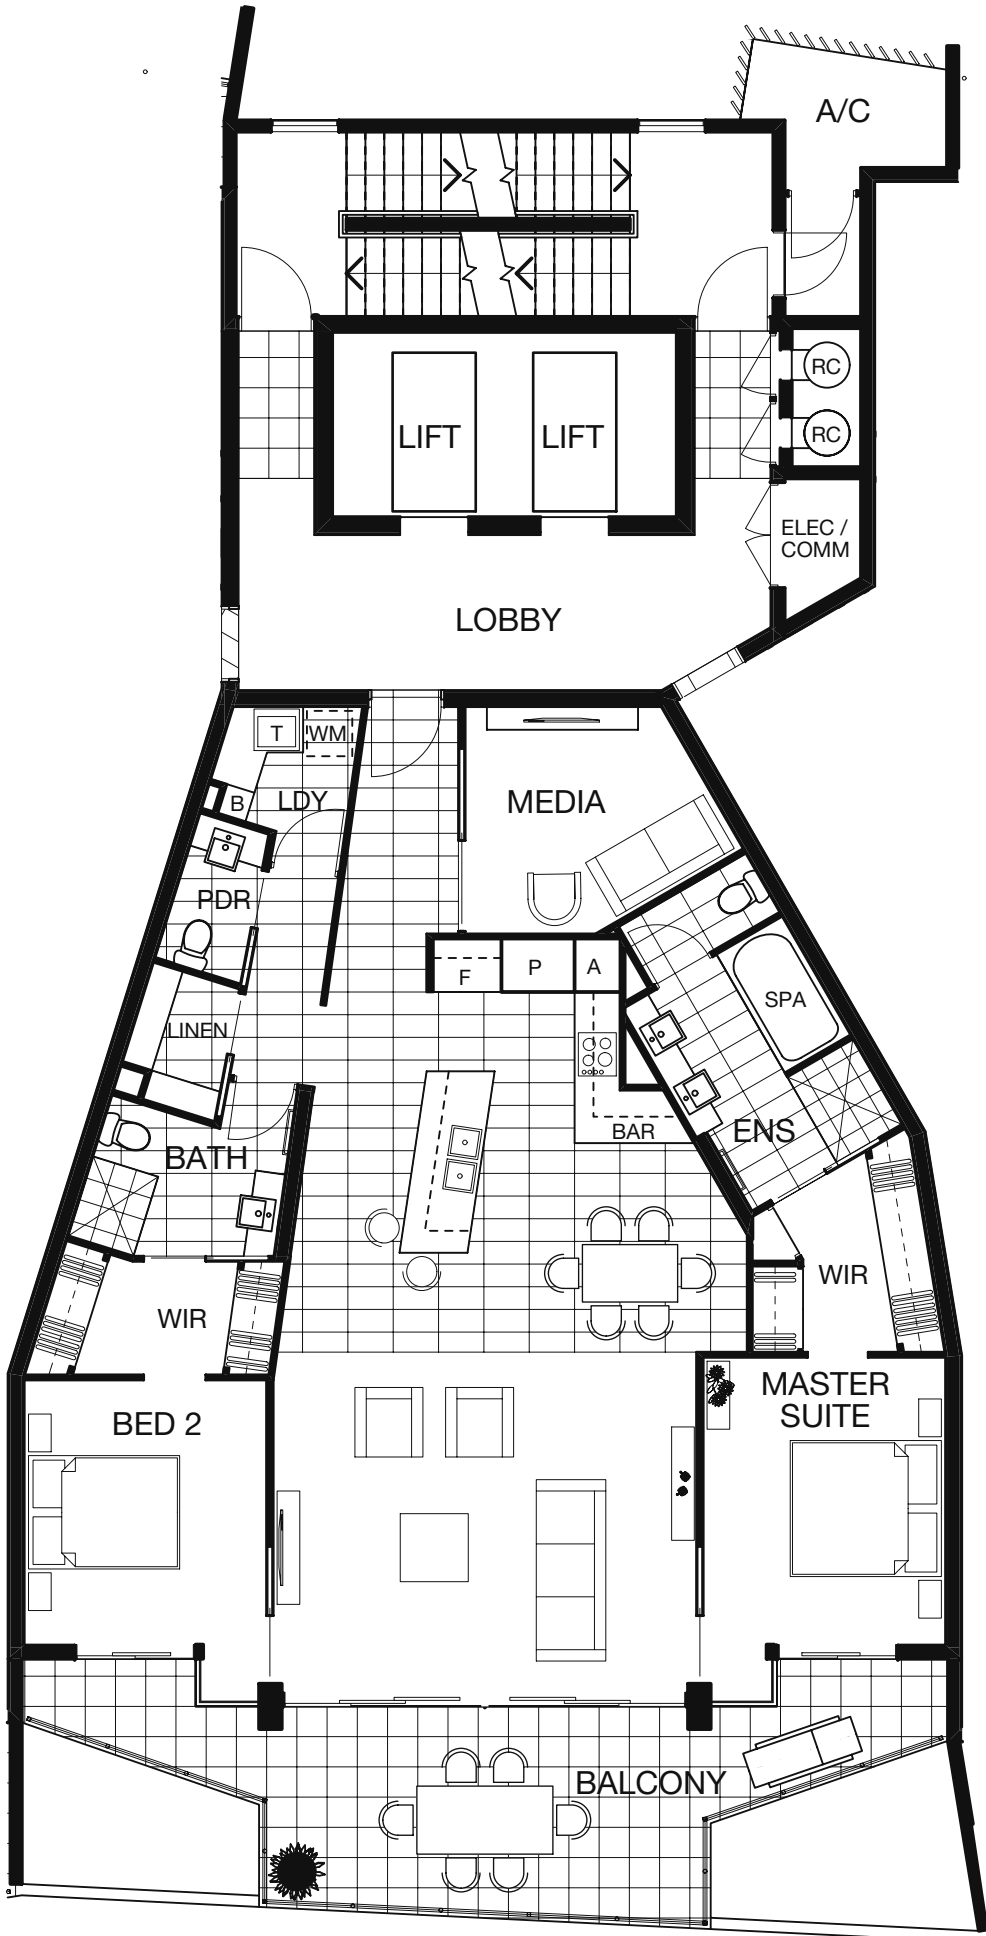 A/C
RC
RC
LIFT
LIFT
ELEC /
COMM
LOBBY
T
WM
B
LDY
MEDIA
PDR
F
P
A
SPA
LINEN
BAR
ENS
BATH
WIR
WIR
MASTER
SUITE
BED 2
BALCONY